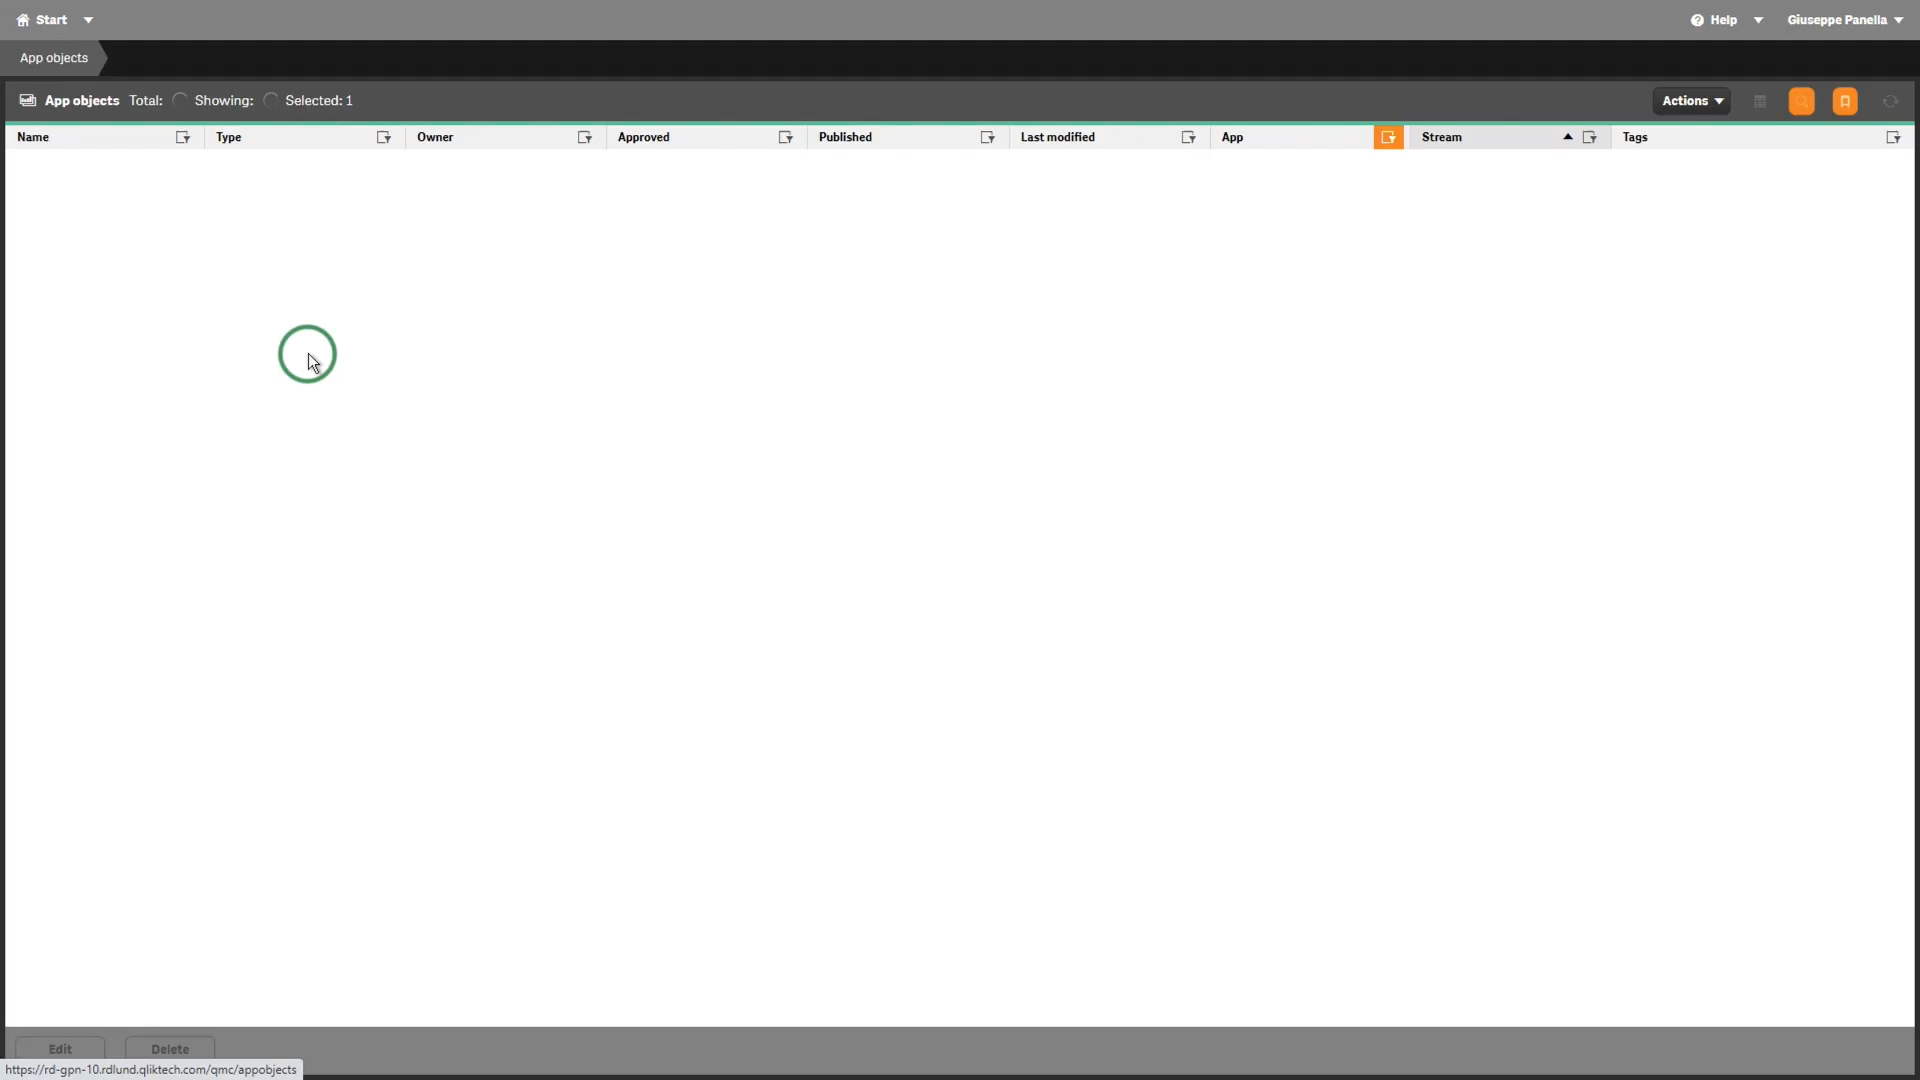 Start
Help
Giuseppe Panella
App objects
App objects Total: Showing: Selected: 1
Actions
Name Type Owner Approved Published Last modified App Stream Tags
Edit Delete
https://rd-gpn-10.rdlund.qliktech.com/qmc/appobjects